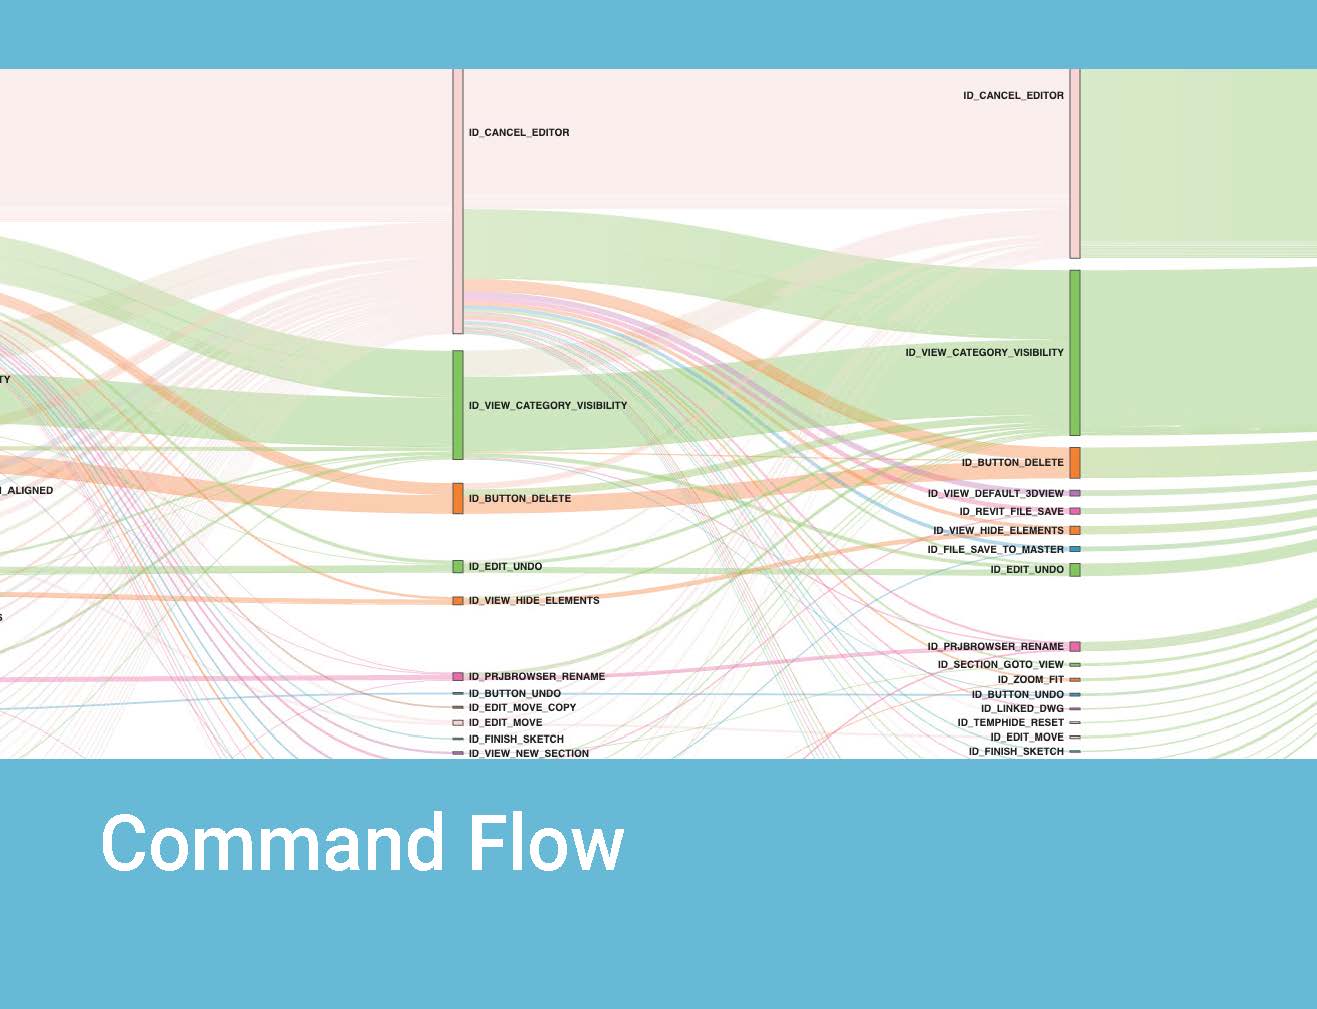 ID_CANCEL_EDITOR
ID_CANCEL_EDITOR
ID_VIEW_CATEGORY_VISIBILITY
TY
ID_VIEW_CATEGORY_VISIBILITY
ID_BUTTON_DELETE
_ALIGNED
ID_BUTTON_DELETE
ID_VIEW_DEFAULT_3DVIEW
ID_REVIT_FILE_SAVE
ID_VIEW_HIDE_ELEMENTS
ID_FILE_SAVE_TO_MASTER
ID_EDIT_UNDO
ID_EDIT_UNDO
ID_VIEW_HIDE_ELEMENTS
S
ID_PRJBROWSER_RENAME
ID_SECTION_GOTO_VIEW
ID_PRJBROWSER_RENAME
ID_ZOOM_FIT
ID_BUTTON_UNDO
ID_BUTTON_UNDO
ID_EDIT_MOVE_COPY
ID_LINKED_DWG
ID_EDIT_MOVE
ID_TEMPHIDE_RESET
ID_FINISH_SKETCH
ID_EDIT_MOVE
ID_VIEW_NEW_SECTION
ID_FINISH_SKETCH
Command Flow